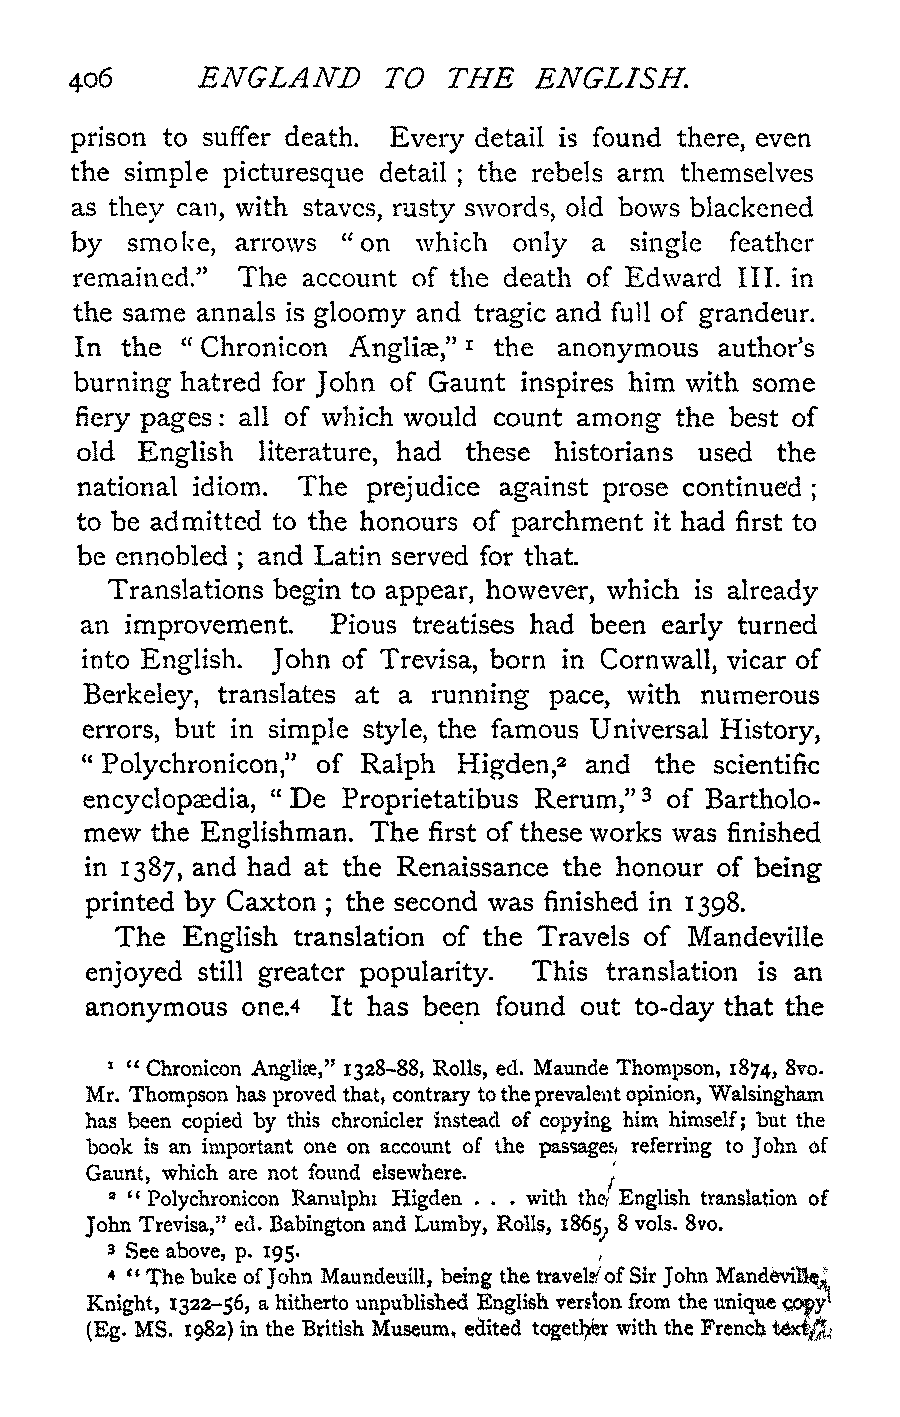 406 ENGLAND TO THE ENGLISH.
prison to suffer death. Every detail is found there, even
the simple picturesque detail ; the rebels arm themselves
as they can, with staves, rusty swords, old bows blackened
by smoke, arrows “ on which only a single feather
remained.” The account of the death of Edward III. in
the same annals is gloomy and tragic and full of grandeur.
In the “ Chronicon Angliæ,” ¹ the anonymous author’s
burning hatred for John of Gaunt inspires him with some
fiery pages : all of which would count among the best of
old English literature, had these historians used the
national idiom. The prejudice against prose continued ;
to be admitted to the honours of parchment it had first to
be ennobled ; and Latin served for that.
Translations begin to appear, however, which is already
an improvement. Pious treatises had been early turned
into English. John of Trevisa, born in Cornwall, vicar of
Berkeley, translates at a running pace, with numerous
errors, but in simple style, the famous Universal History,
“ Polychronicon,” of Ralph Higden,² and the scientific
encyclopædia, “ De Proprietatibus Rerum,” ³ of Bartholo-
mew the Englishman. The first of these works was finished
in 1387, and had at the Renaissance the honour of being
printed by Caxton ; the second was finished in 1398.
The English translation of the Travels of Mandeville
enjoyed still greater popularity. This translation is an
anonymous one.⁴ It has been found out to-day that the
¹ “ Chronicon Angliæ,” 1328–88, Rolls, ed. Maunde Thompson, 1874, 8vo.
Mr. Thompson has proved that, contrary to the prevalent opinion, Walsingham
has been copied by this chronicler instead of copying him himself; but the
book is an important one on account of the passages referring to John of
Gaunt, which are not found elsewhere.
² “ Polychronicon Ranulphi Higden . . . with the English translation of
John Trevisa,” ed. Babington and Lumby, Rolls, 1865, 8 vols. 8vo.
³ See above, p. 195.
⁴ “ The buke of John Maundeuill, being the travels of Sir John Mandeville,
Knight, 1322–56, a hitherto unpublished English version from the unique copy
(Eg. MS. 1982) in the British Museum, edited together with the French text,